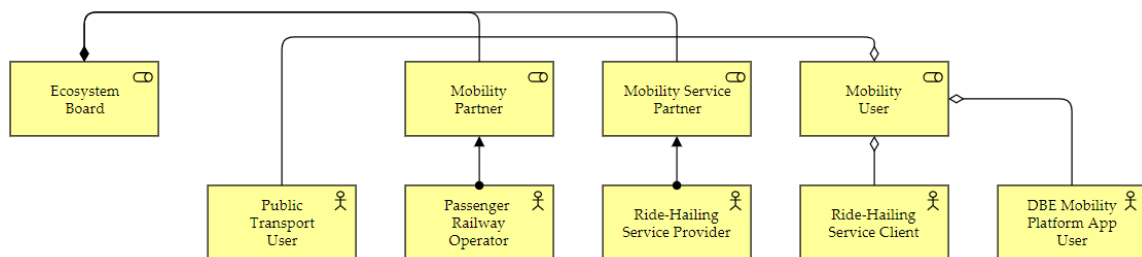 Ecosystem
Board
Mobility
Partner
Mobility Service
Partner
Mobility
User
Public
Transport
User
Passenger
Railway
Operator
Ride-Hailing
Service Provider
Ride-Hailing
Service Client
DBE Mobility
Platform App
User